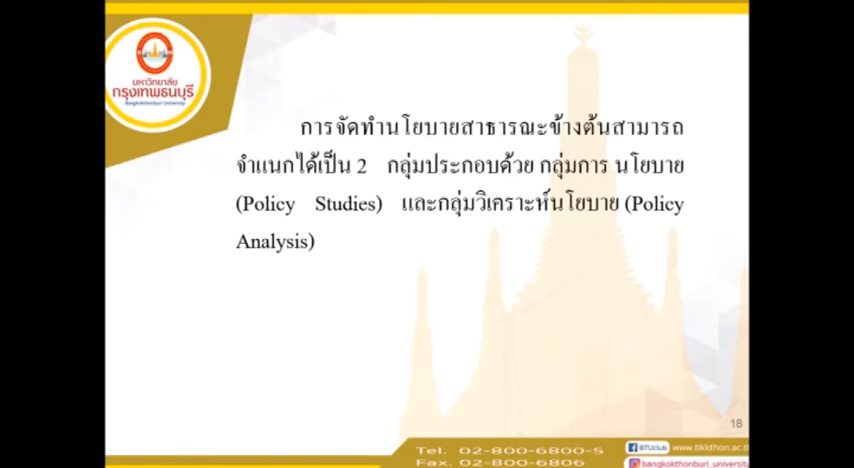 มหาวิทยาลัย
กรุงเทพธนบุรี
Bangkokthonburi University
การจัดทำนโยบายสาธารณะข้างต้นสามารถ
จำแนกได้เป็น 2 กลุ่มประกอบด้วย กลุ่มการ นโยบาย
(Policy Studies) และกลุ่มวิเคราะห์นโยบาย (Policy
Analysis)
18
Tel. 02-800-6800-5
Fax. 02-800-6806
BTUclub www.bkkthon.ac.t
bangkokthonburi_university